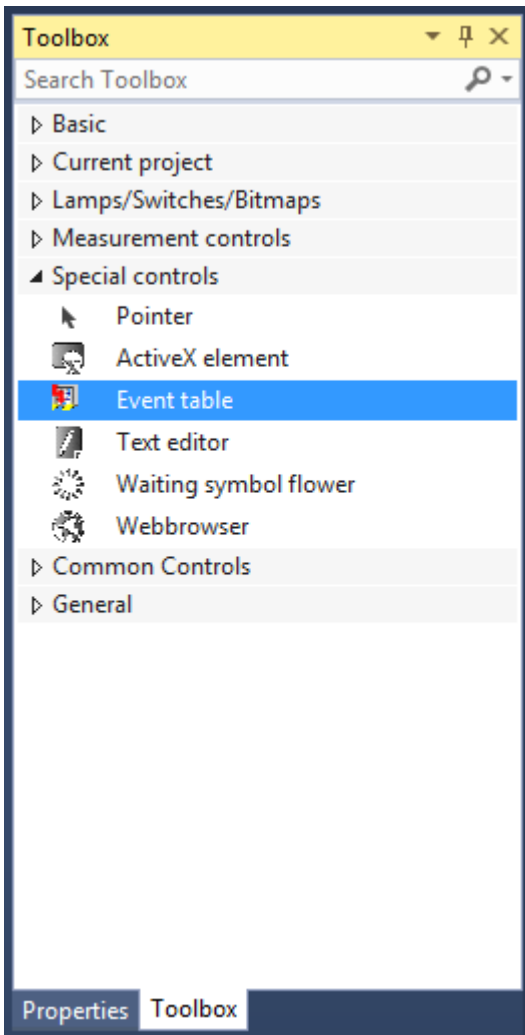 Toolbox
Search Toolbox
Basic
Current project
Lamps/Switches/Bitmaps
Measurement controls
Special controls
Pointer
ActiveX element
Event table
Text editor
Waiting symbol flower
Webbrowser
Common Controls
General
Properties Toolbox